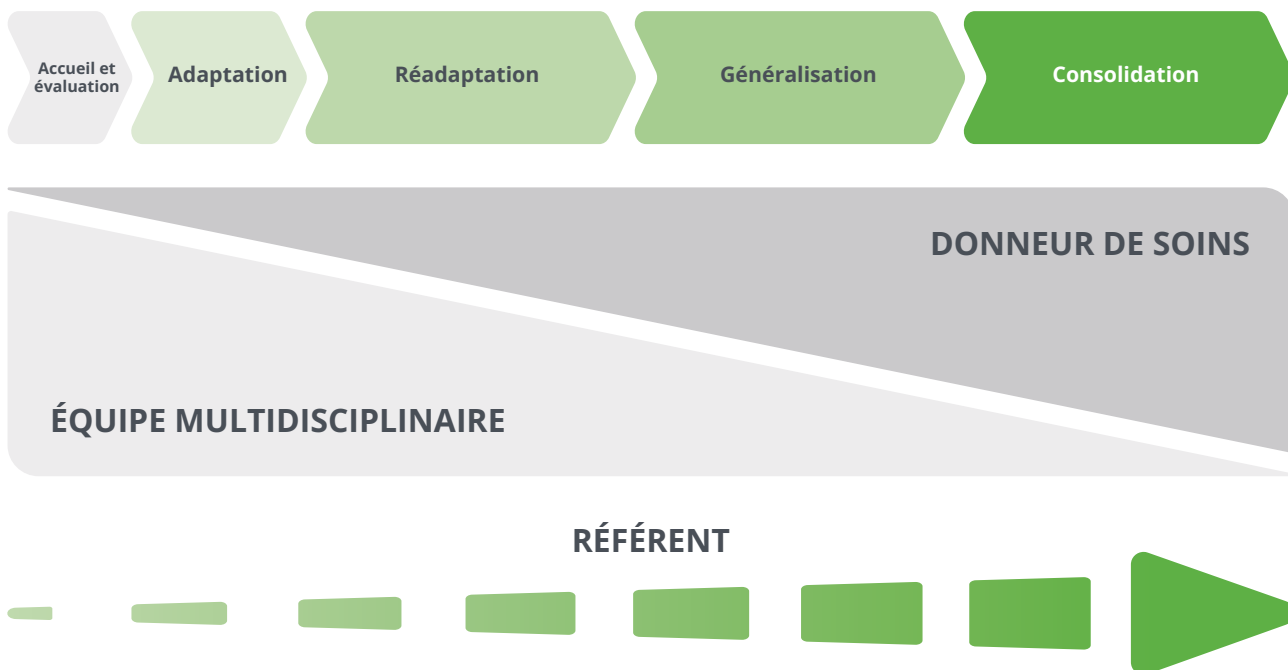 Accueil et
évaluation
Adaptation
Réadaptation
Généralisation
Consolidation
DONNEUR DE SOINS
ÉQUIPE MULTIDISCIPLINAIRE
RÉFÉRENT